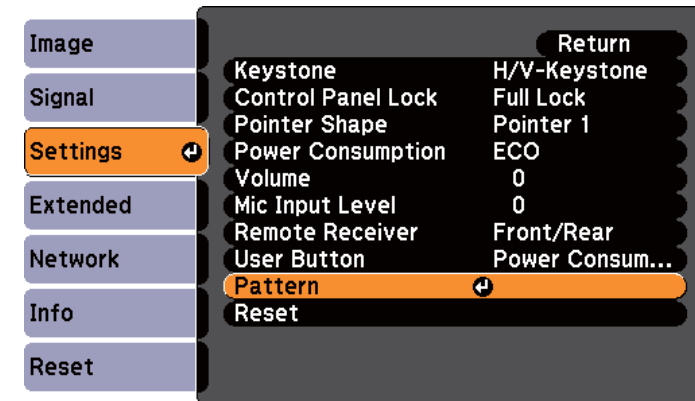 Image
Signal
Settings
Extended
Network
Info
Reset
Return
Keystone H/V-Keystone
Control Panel Lock Full Lock
Pointer Shape Pointer 1
Power Consumption ECO
Volume 0
Mic Input Level 0
Remote Receiver Front/Rear
User Button Power Consum...
Pattern
Reset